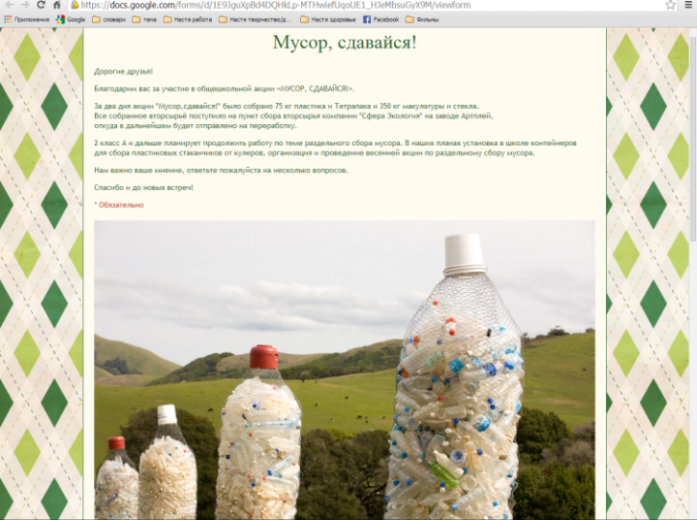 https://docs.google.com/forms/d/1E9JguXpBd4DQHkLp-MTHwiefUqoUE1_HJeMbsuGyX9M/viewform
Приложения Google словари тена Настя работа Настя творчество/д... Настя здоровье Facebook Фильмы
Мусор, сдавайся!
Дорогие друзья!
Благодарим вас за участие в общешкольной акции «МУСОР, СДАВАЙСЯ!».
За два дня акции "Мусор,сдавайся!" было собрано 75 кг пластика и Тетрапака и 350 кг макулатуры и стекла.
Все собранное вторсырьё поступило на пункт сбора вторсырья компании "Сфера Экология" на заводе Артплей,
откуда в дальнейшем будет отправлено на переработку.
2 класс А и дальше планирует продолжить работу по теме раздельного сбора мусора. В наших планах установка в школе контейнеров
для сбора пластиковых стаканчиков от кулеров, организация и проведение весенней акции по раздельному сбору мусора.
Нам важно ваше мнение, ответьте пожалуйста на несколько вопросов.
Спасибо и до новых встреч!
* Обязательно